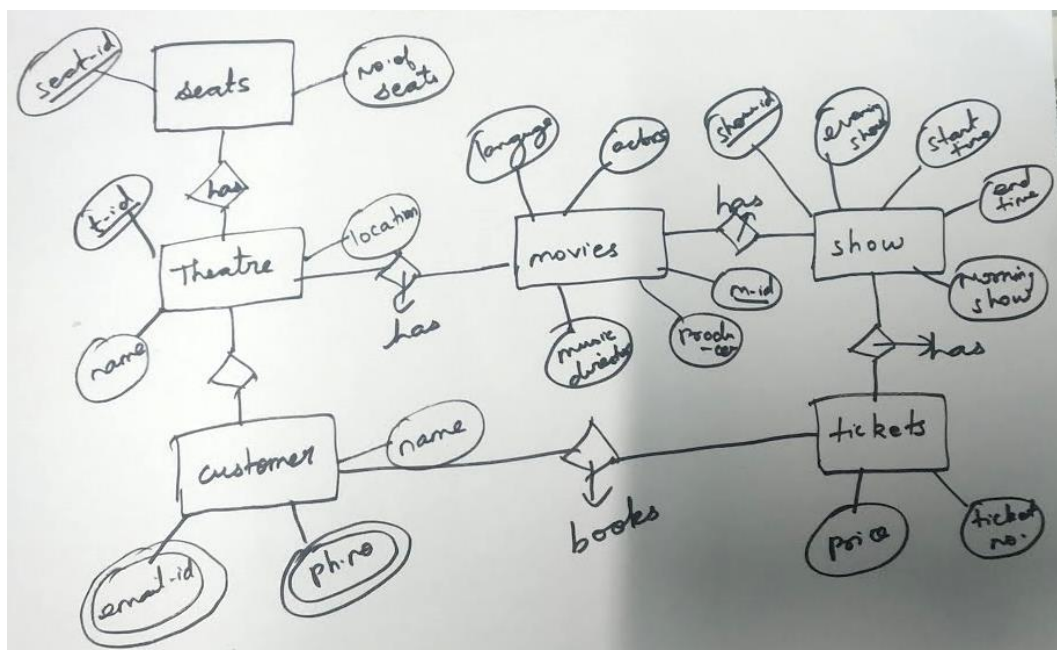 seat-id
seats
no. of
seats
has
t-id
Theatre
location
name
has
languge
actors
movies
m-id
produ
-cer
music
director
has
show-id
evening
show
start
time
end
time
show
morning
show
has
customer
name
email-id
ph.no
books
tickets
price
ticket
no.